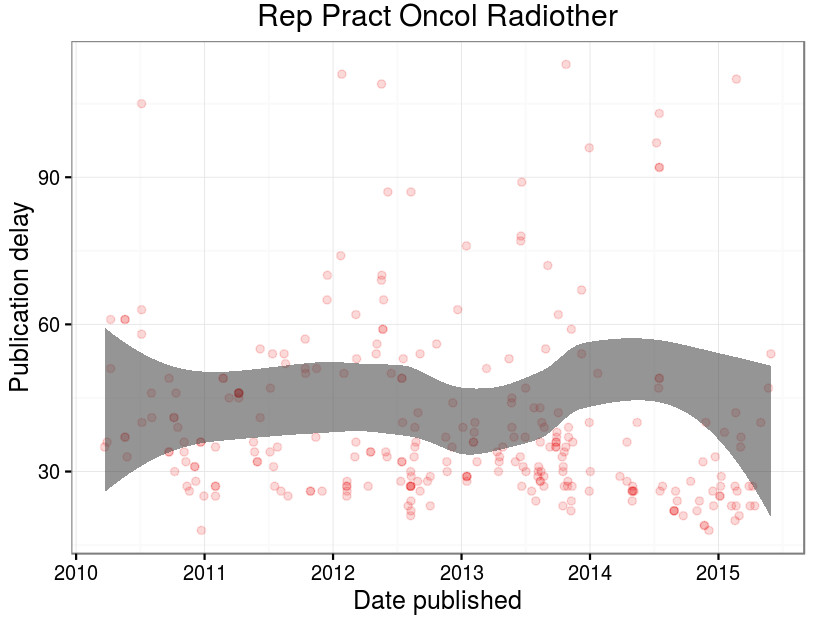 Rep Pract Oncol Radiother
Publication delay
90
60
30
2010 2011 2012 2013 2014 2015
Date published